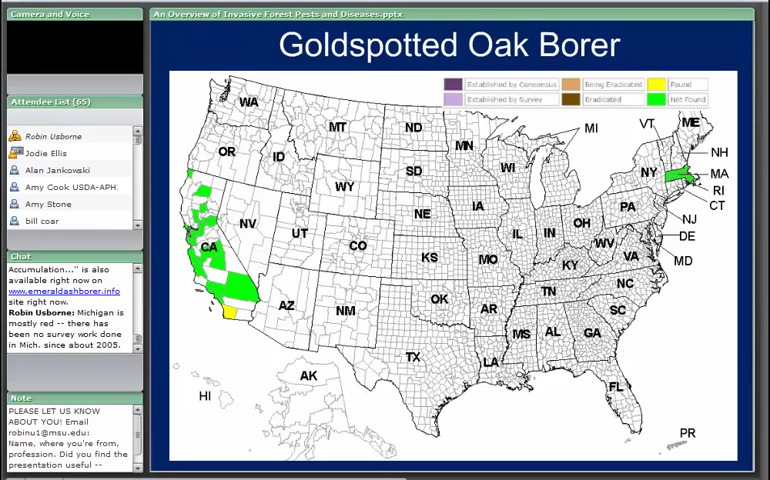 Camera and Voice
Attendee List (65)
Robin Usborne
Jodie Ellis
Alan Jankowski
Amy Cook USDA-APH
Amy Stone
bill coar
Chat
Accumulation..." is also
available right now on
www.emeraldashborer.info
site right now.
Robin Usborne: Michigan is
mostly red -- there has
been no survey work done
in Mich. since about 2005.
Note
PLEASE LET US KNOW
ABOUT YOU! Email
robinu1@msu.edu:
Name, where you're from,
profession. Did you find the
presentation useful --
An Overview of Invasive Forest Pests and Diseases.pptx
Goldspotted Oak Borer
Established by Consensus
Being Eradicated
Found
Established by Survey
Eradicated
Not Found
WA
MT
ND
MN
MI
VT
ME
OR
ID
SD
WI
NY
NH
MA
RI
CT
WY
NE
IA
PA
NJ
NV
UT
CO
KS
MO
IL
IN
OH
WV
VA
DE
MD
CA
KY
NC
AZ
NM
OK
AR
TN
SC
TX
LA
MS
AL
GA
FL
AK
HI
PR